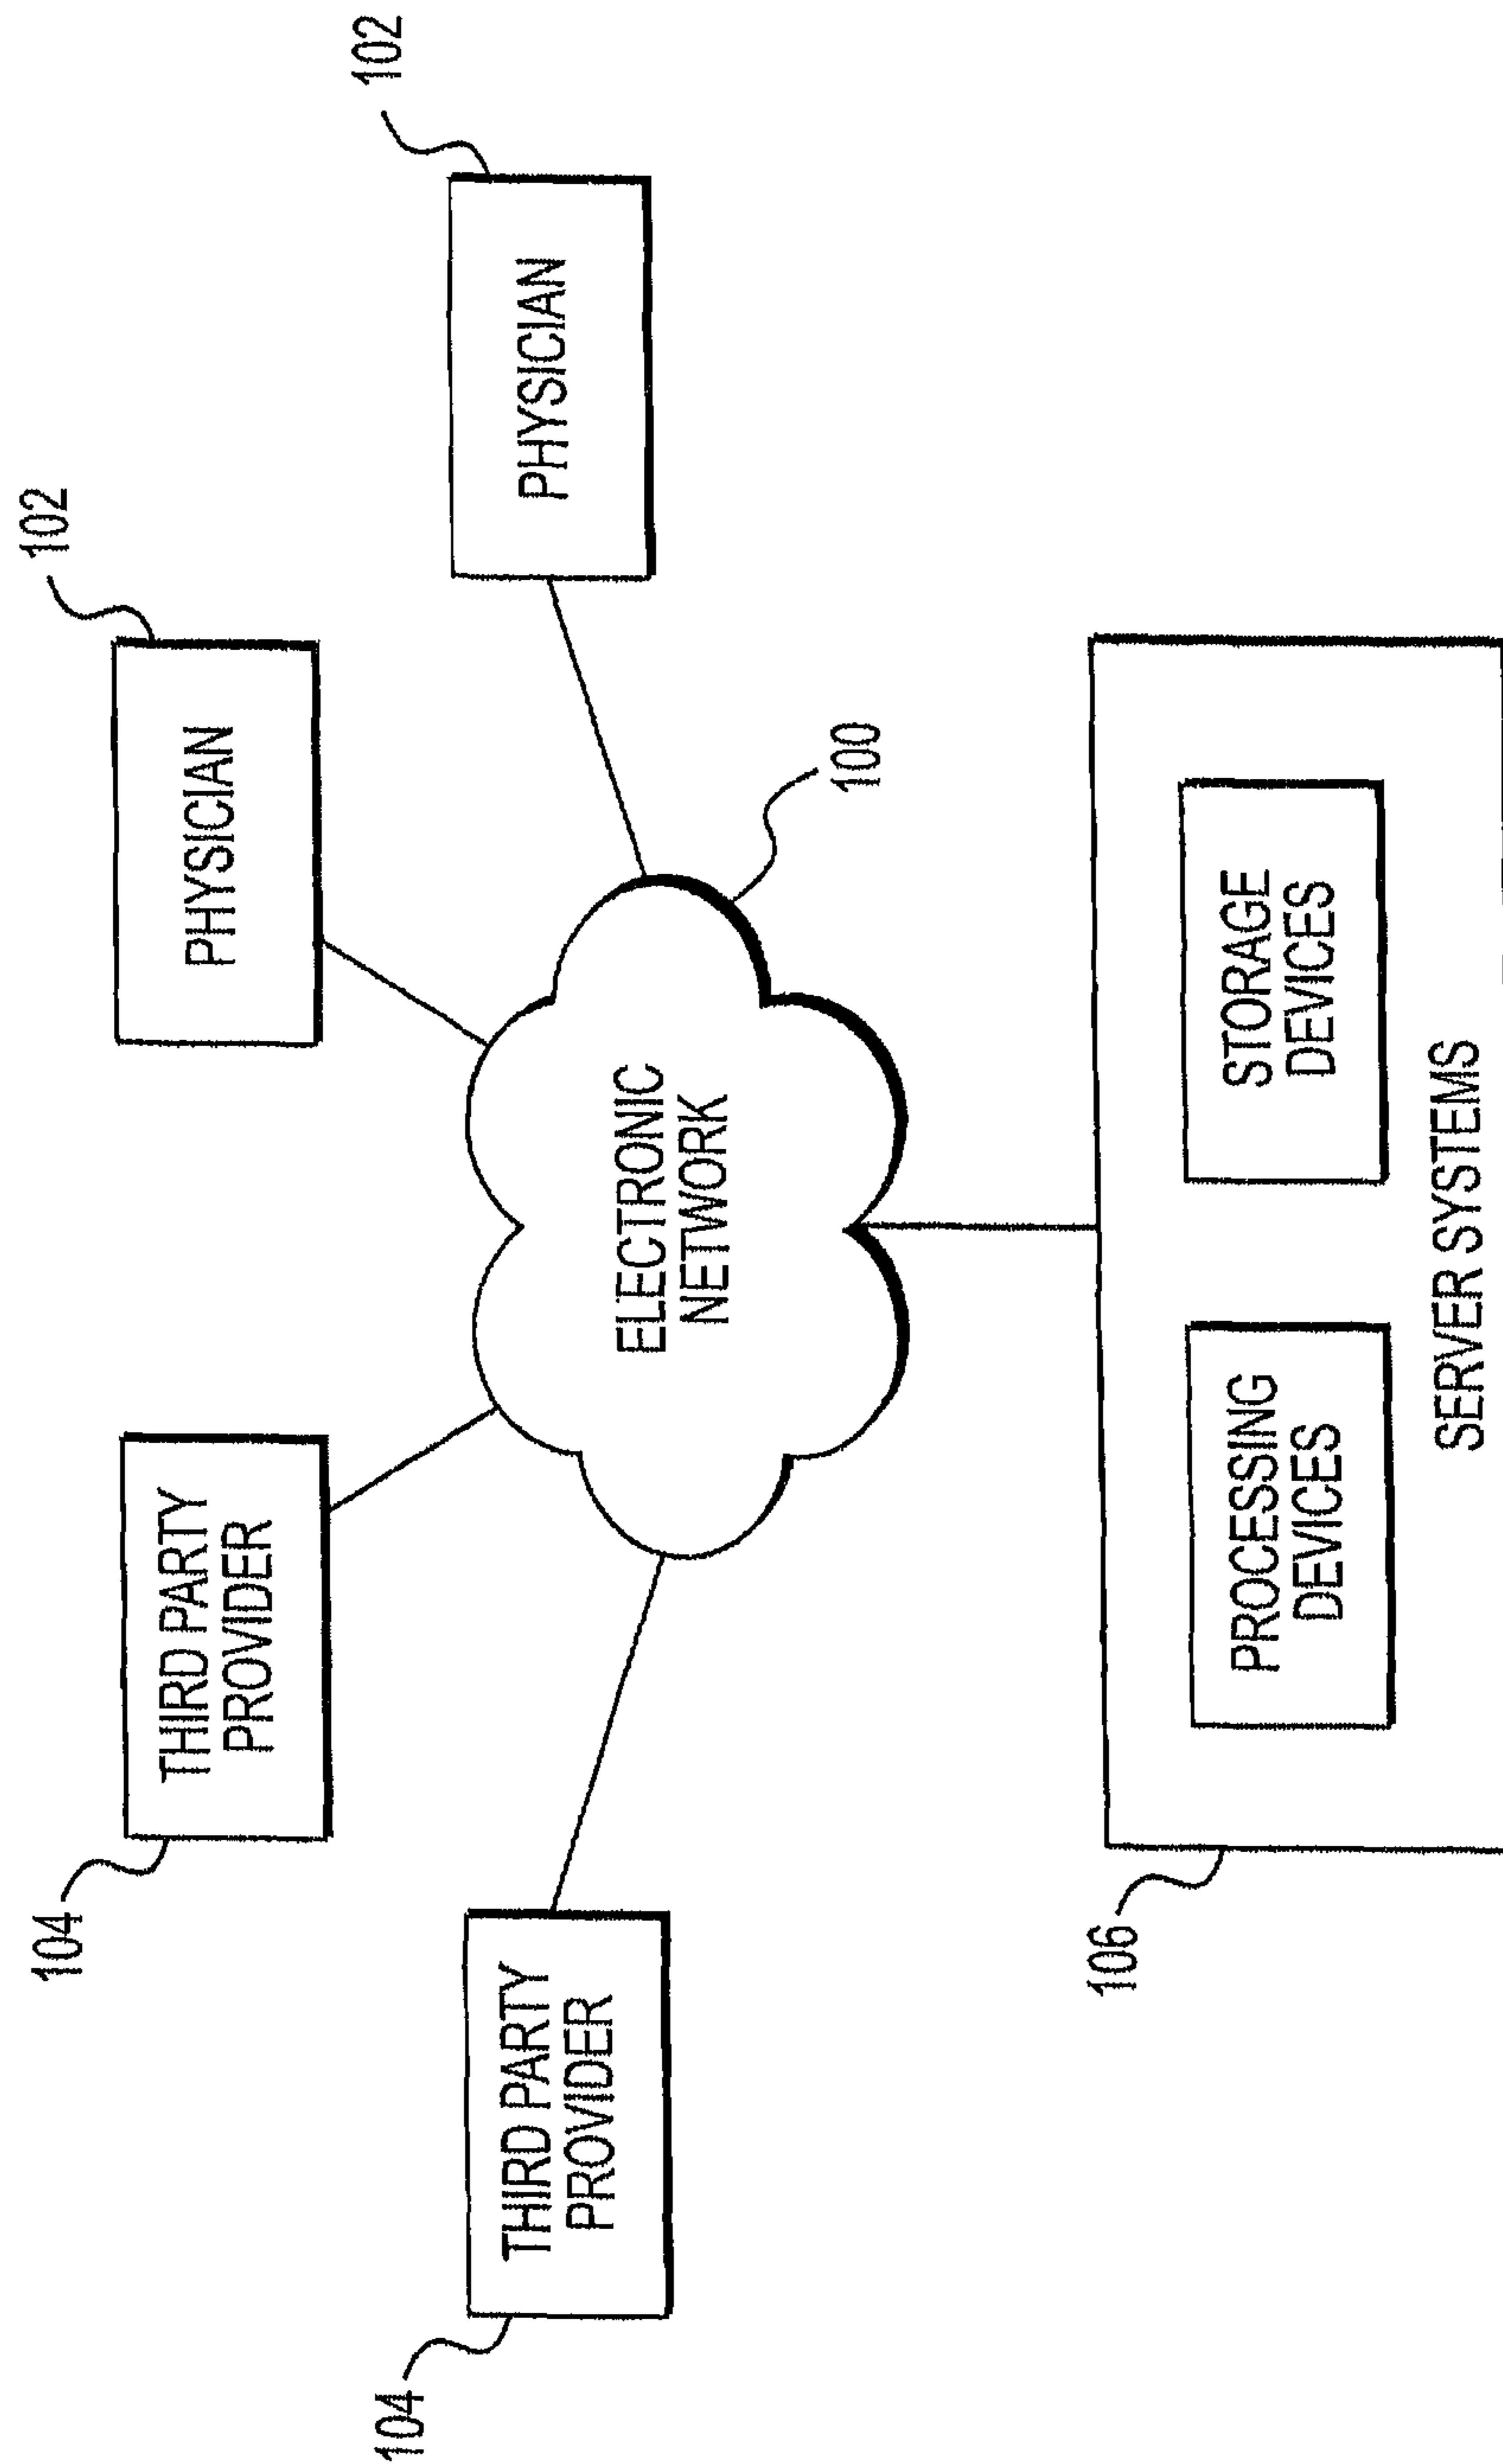 102
PHYSICIAN
102
PHYSICIAN
104
THIRD PARTY
PROVIDER
104
THIRD PARTY
PROVIDER
ELECTRONIC
NETWORK
100
106
PROCESSING
DEVICES
STORAGE
DEVICES
SERVER SYSTEMS